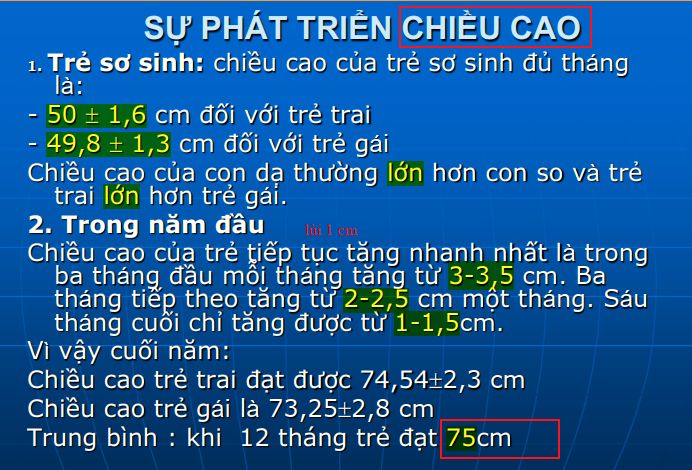 SỰ PHÁT TRIỂN CHIỀU CAO
1. Trẻ sơ sinh: chiều cao của trẻ sơ sinh đủ tháng
là:
- 50 ± 1,6 cm đối với trẻ trai
- 49,8 ± 1,3 cm đối với trẻ gái
Chiều cao của con dạ thường lớn hơn con so và trẻ
trai lớn hơn trẻ gái.
2. Trong năm đầu
lùi 1 cm
Chiều cao của trẻ tiếp tục tăng nhanh nhất là trong
ba tháng đầu mỗi tháng tăng từ 3-3,5 cm. Ba
tháng tiếp theo tăng từ 2-2,5 cm một tháng. Sáu
tháng cuối chỉ tăng được từ 1-1,5cm.
Vì vậy cuối năm:
Chiều cao trẻ trai đạt được 74,54±2,3 cm
Chiều cao trẻ gái là 73,25±2,8 cm
Trung bình : khi 12 tháng trẻ đạt 75cm